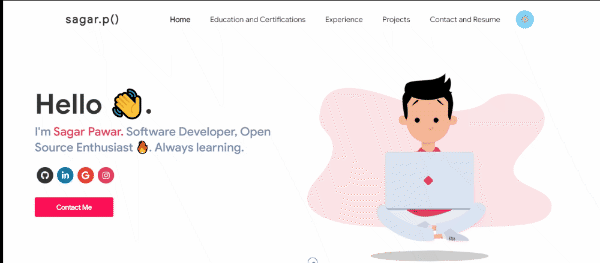 sagar.p() Home Education and Certifications Experience Projects Contact and Resume
Hello 👋.
I'm Sagar Pawar. Software Developer, Open
Source Enthusiast 🔥. Always learning.
Contact Me